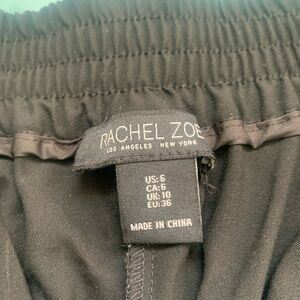 RACHEL ZOE
LOS ANGELES NEW YORK
US: 6
CA: 6
UK: 10
EU: 36
MADE IN CHINA